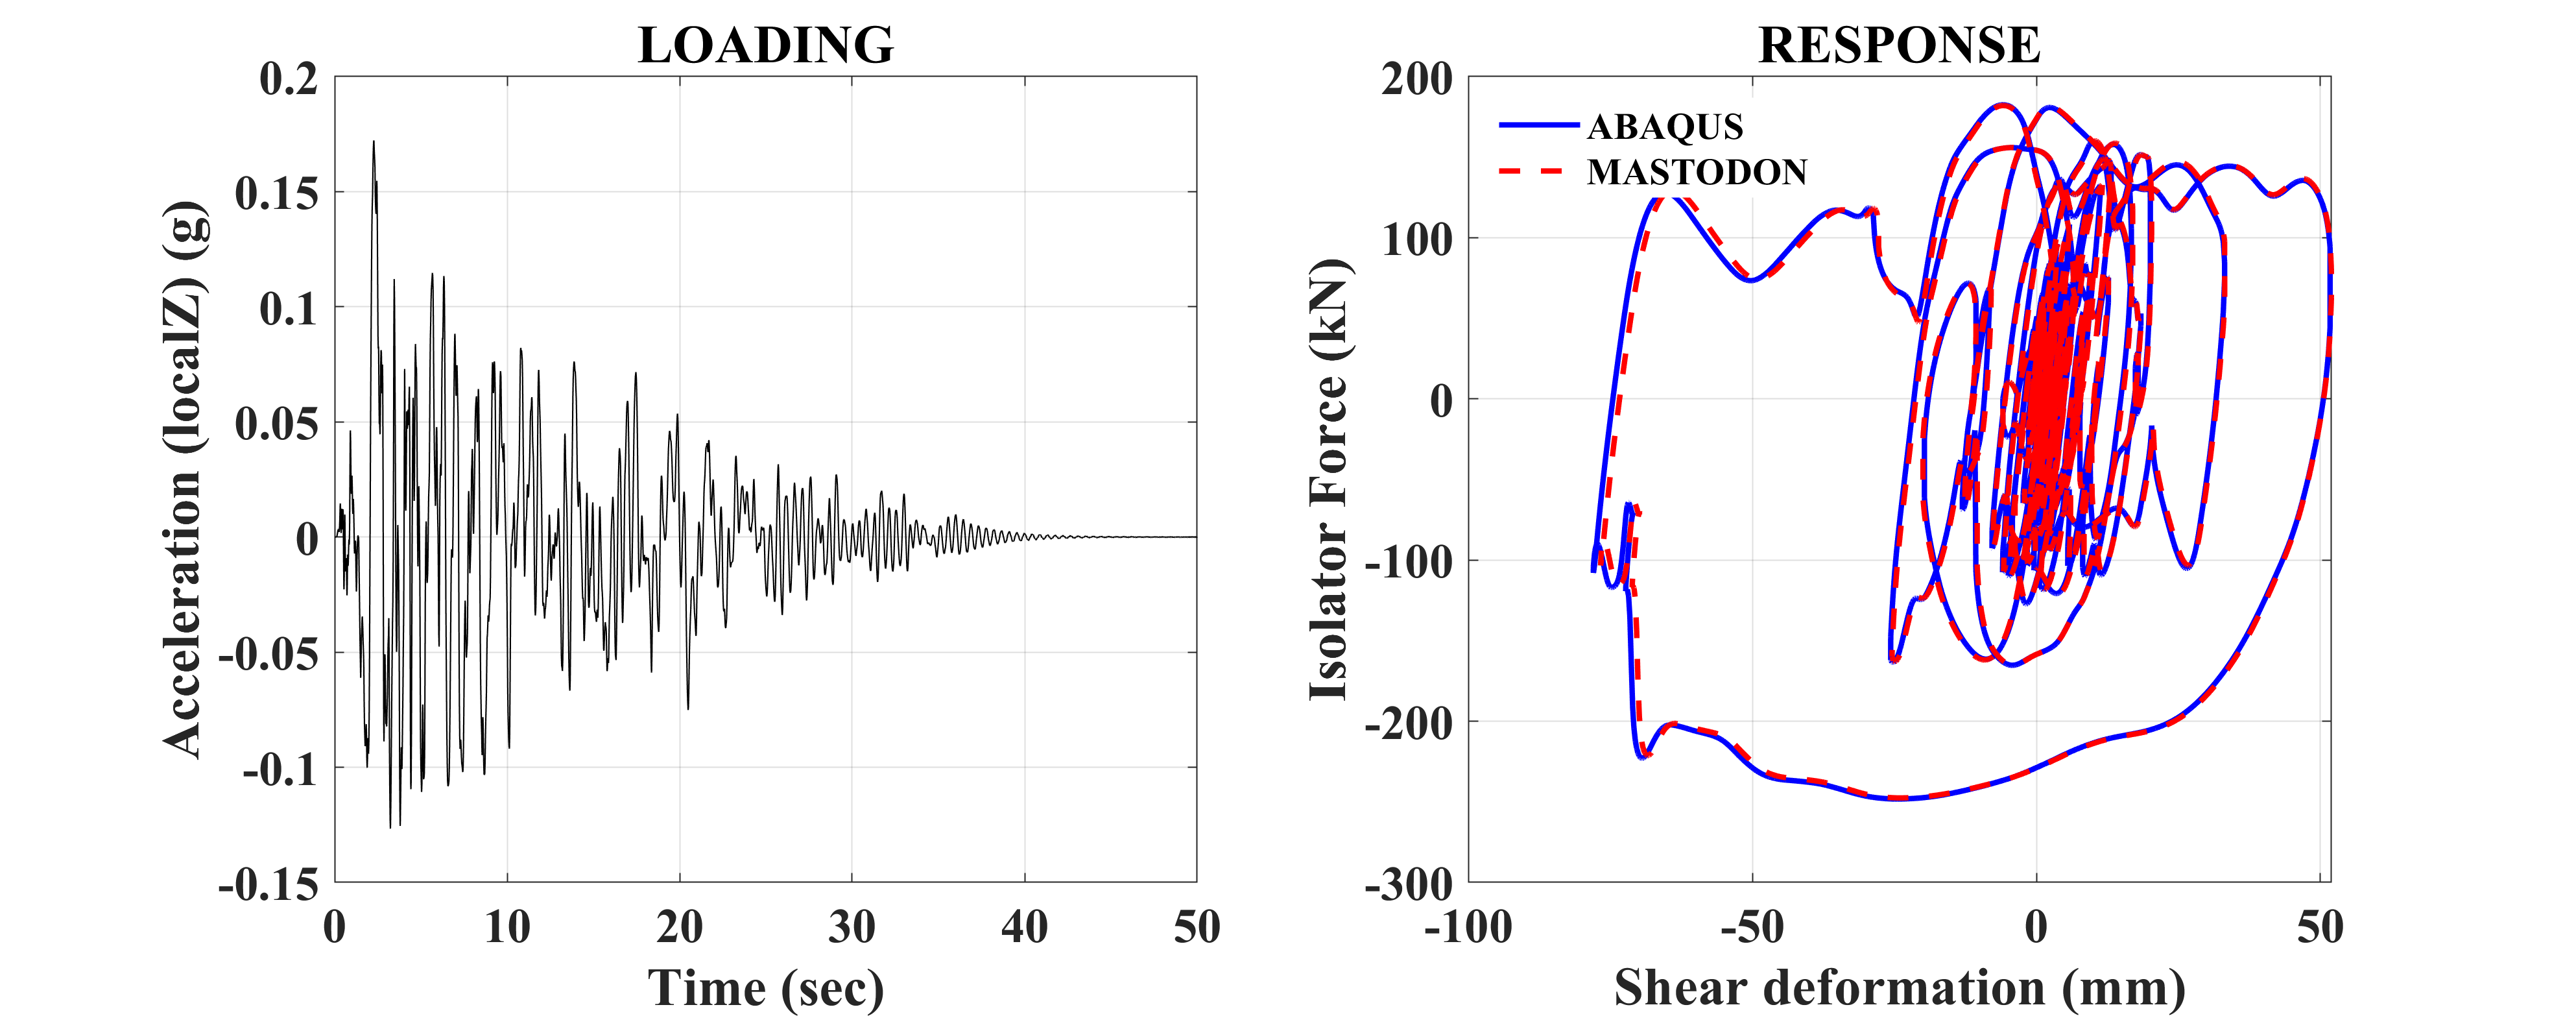 LOADING
0.2
0.15
0.1
0.05
0
-0.05
-0.1
-0.15
0 10 20 30 40 50
Acceleration (localZ) (g)
Time (sec)
RESPONSE
ABAQUS
MASTODON
200
100
0
-100
-200
-300
-100 -50 0 50
Isolator Force (kN)
Shear deformation (mm)